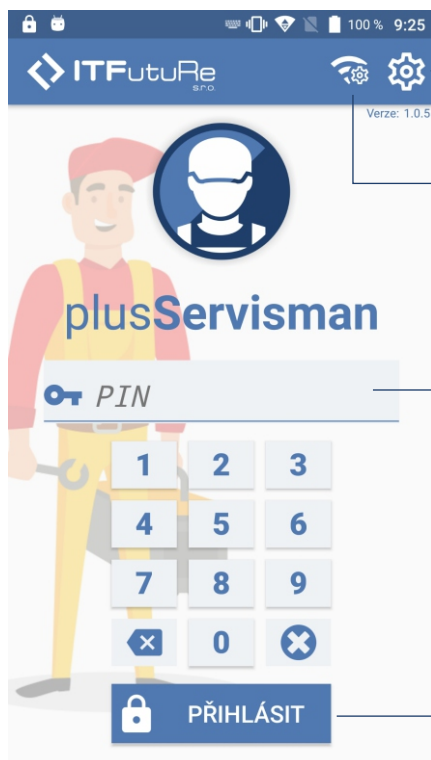 100 % 9:25
ITFutuRe
s.r.o.
Verze: 1.0.5
plusServisman
PIN
1 2 3
4 5 6
7 8 9
0
PŘIHLÁSIT